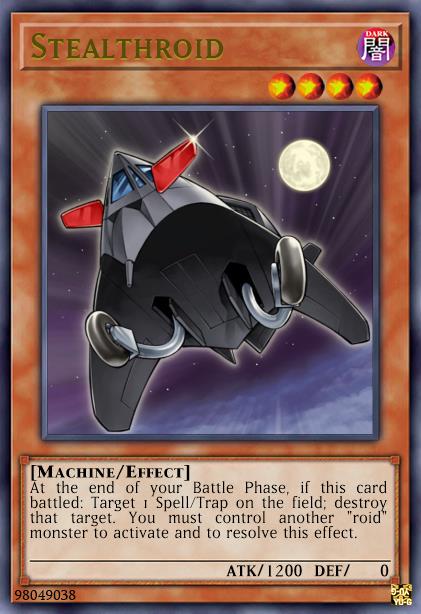 STEALTHROID
DARK
闇
[MACHINE/EFFECT]
At the end of your Battle Phase, if this card
battled: Target 1 Spell/Trap on the field; destroy
that target. You must control another "roid"
monster to activate and to resolve this effect.
ATK/1200 DEF/ 0
98049038